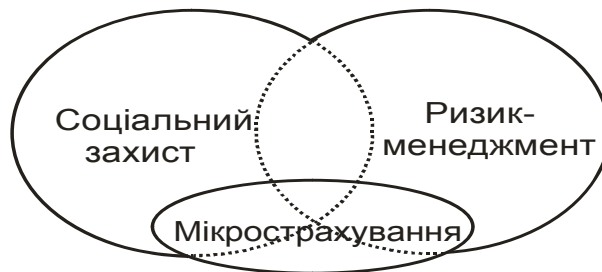 Соціальний
захист
Ризик-
менеджмент
Мікрострахування